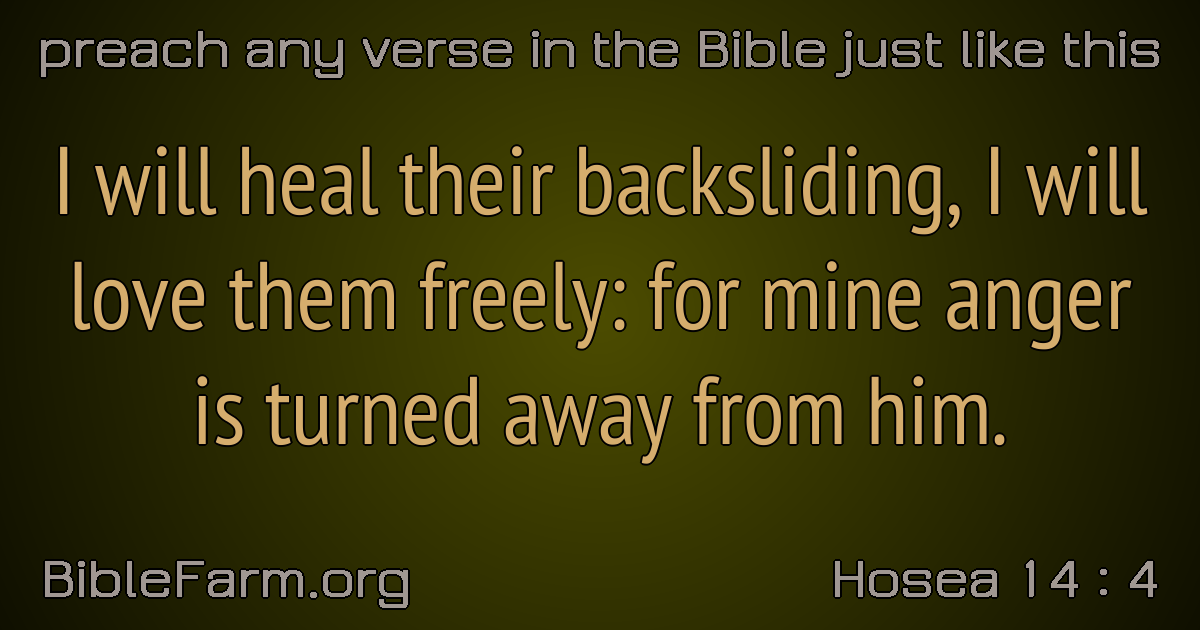 preach any verse in the Bible just like this
I will heal their backsliding, I will
love them freely: for mine anger
is turned away from him.
BibleFarm.org
Hosea 14 : 4